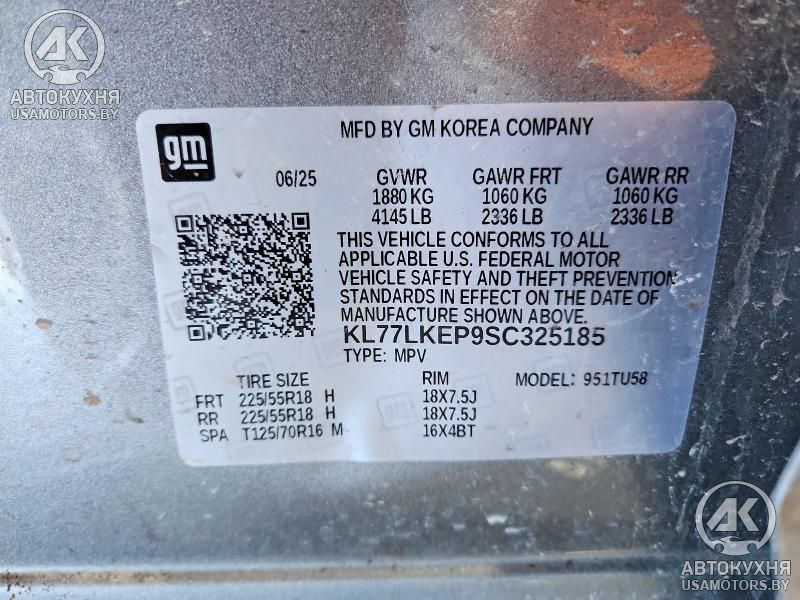 AK
АВТОКУХНЯ
USAMOTORS.BY
gm
MFD BY GM KOREA COMPANY
06/25 GVWR GAWR FRT GAWR RR
1880 KG 1060 KG 1060 KG
4145 LB 2336 LB 2336 LB
THIS VEHICLE CONFORMS TO ALL
APPLICABLE U.S. FEDERAL MOTOR
VEHICLE SAFETY AND THEFT PREVENTION
STANDARDS IN EFFECT ON THE DATE OF
MANUFACTURE SHOWN ABOVE.
KL77LKEP9SC325185
TYPE: MPV
TIRE SIZE RIM MODEL: 951TU58
FRT 225/55R18 H 18X7.5J
RR 225/55R18 H 18X7.5J
SPA T125/70R16 M 16X4BT
AK
АВТОКУХНЯ
USAMOTORS.BY